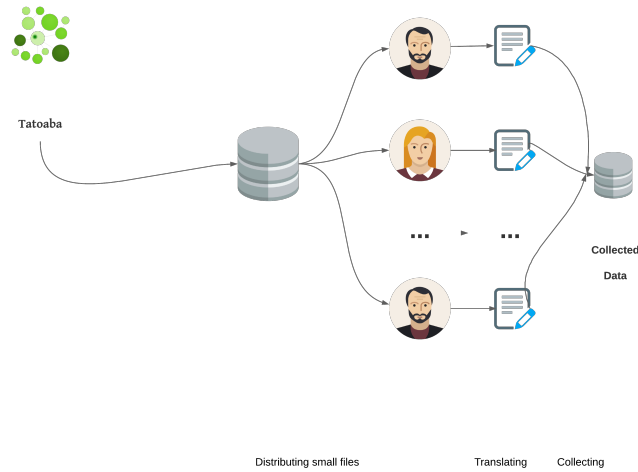 Tatoaba
... ...
Collected
Data
Distributing small files
Translating
Collecting